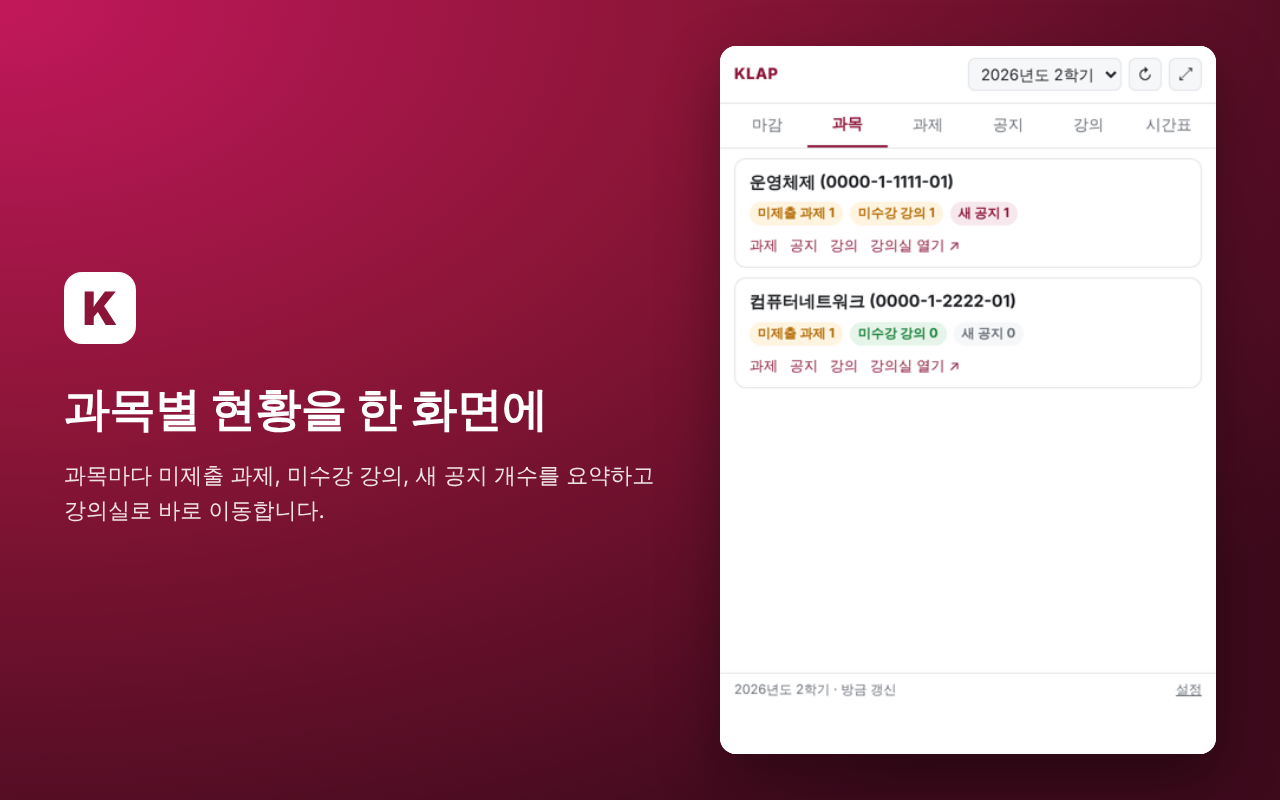 K
과목별 현황을 한 화면에
과목마다 미제출 과제, 미수강 강의, 새 공지 개수를 요약하고
강의실로 바로 이동합니다.
KLAP 2026년도 2학기
마감 과목 과제 공지 강의 시간표
운영체제 (0000-1-1111-01)
미제출 과제 1 미수강 강의 1 새 공지 1
과제 공지 강의 강의실 열기 ↗
컴퓨터네트워크 (0000-1-2222-01)
미제출 과제 1 미수강 강의 0 새 공지 0
과제 공지 강의 강의실 열기 ↗
2026년도 2학기 · 방금 갱신 설정